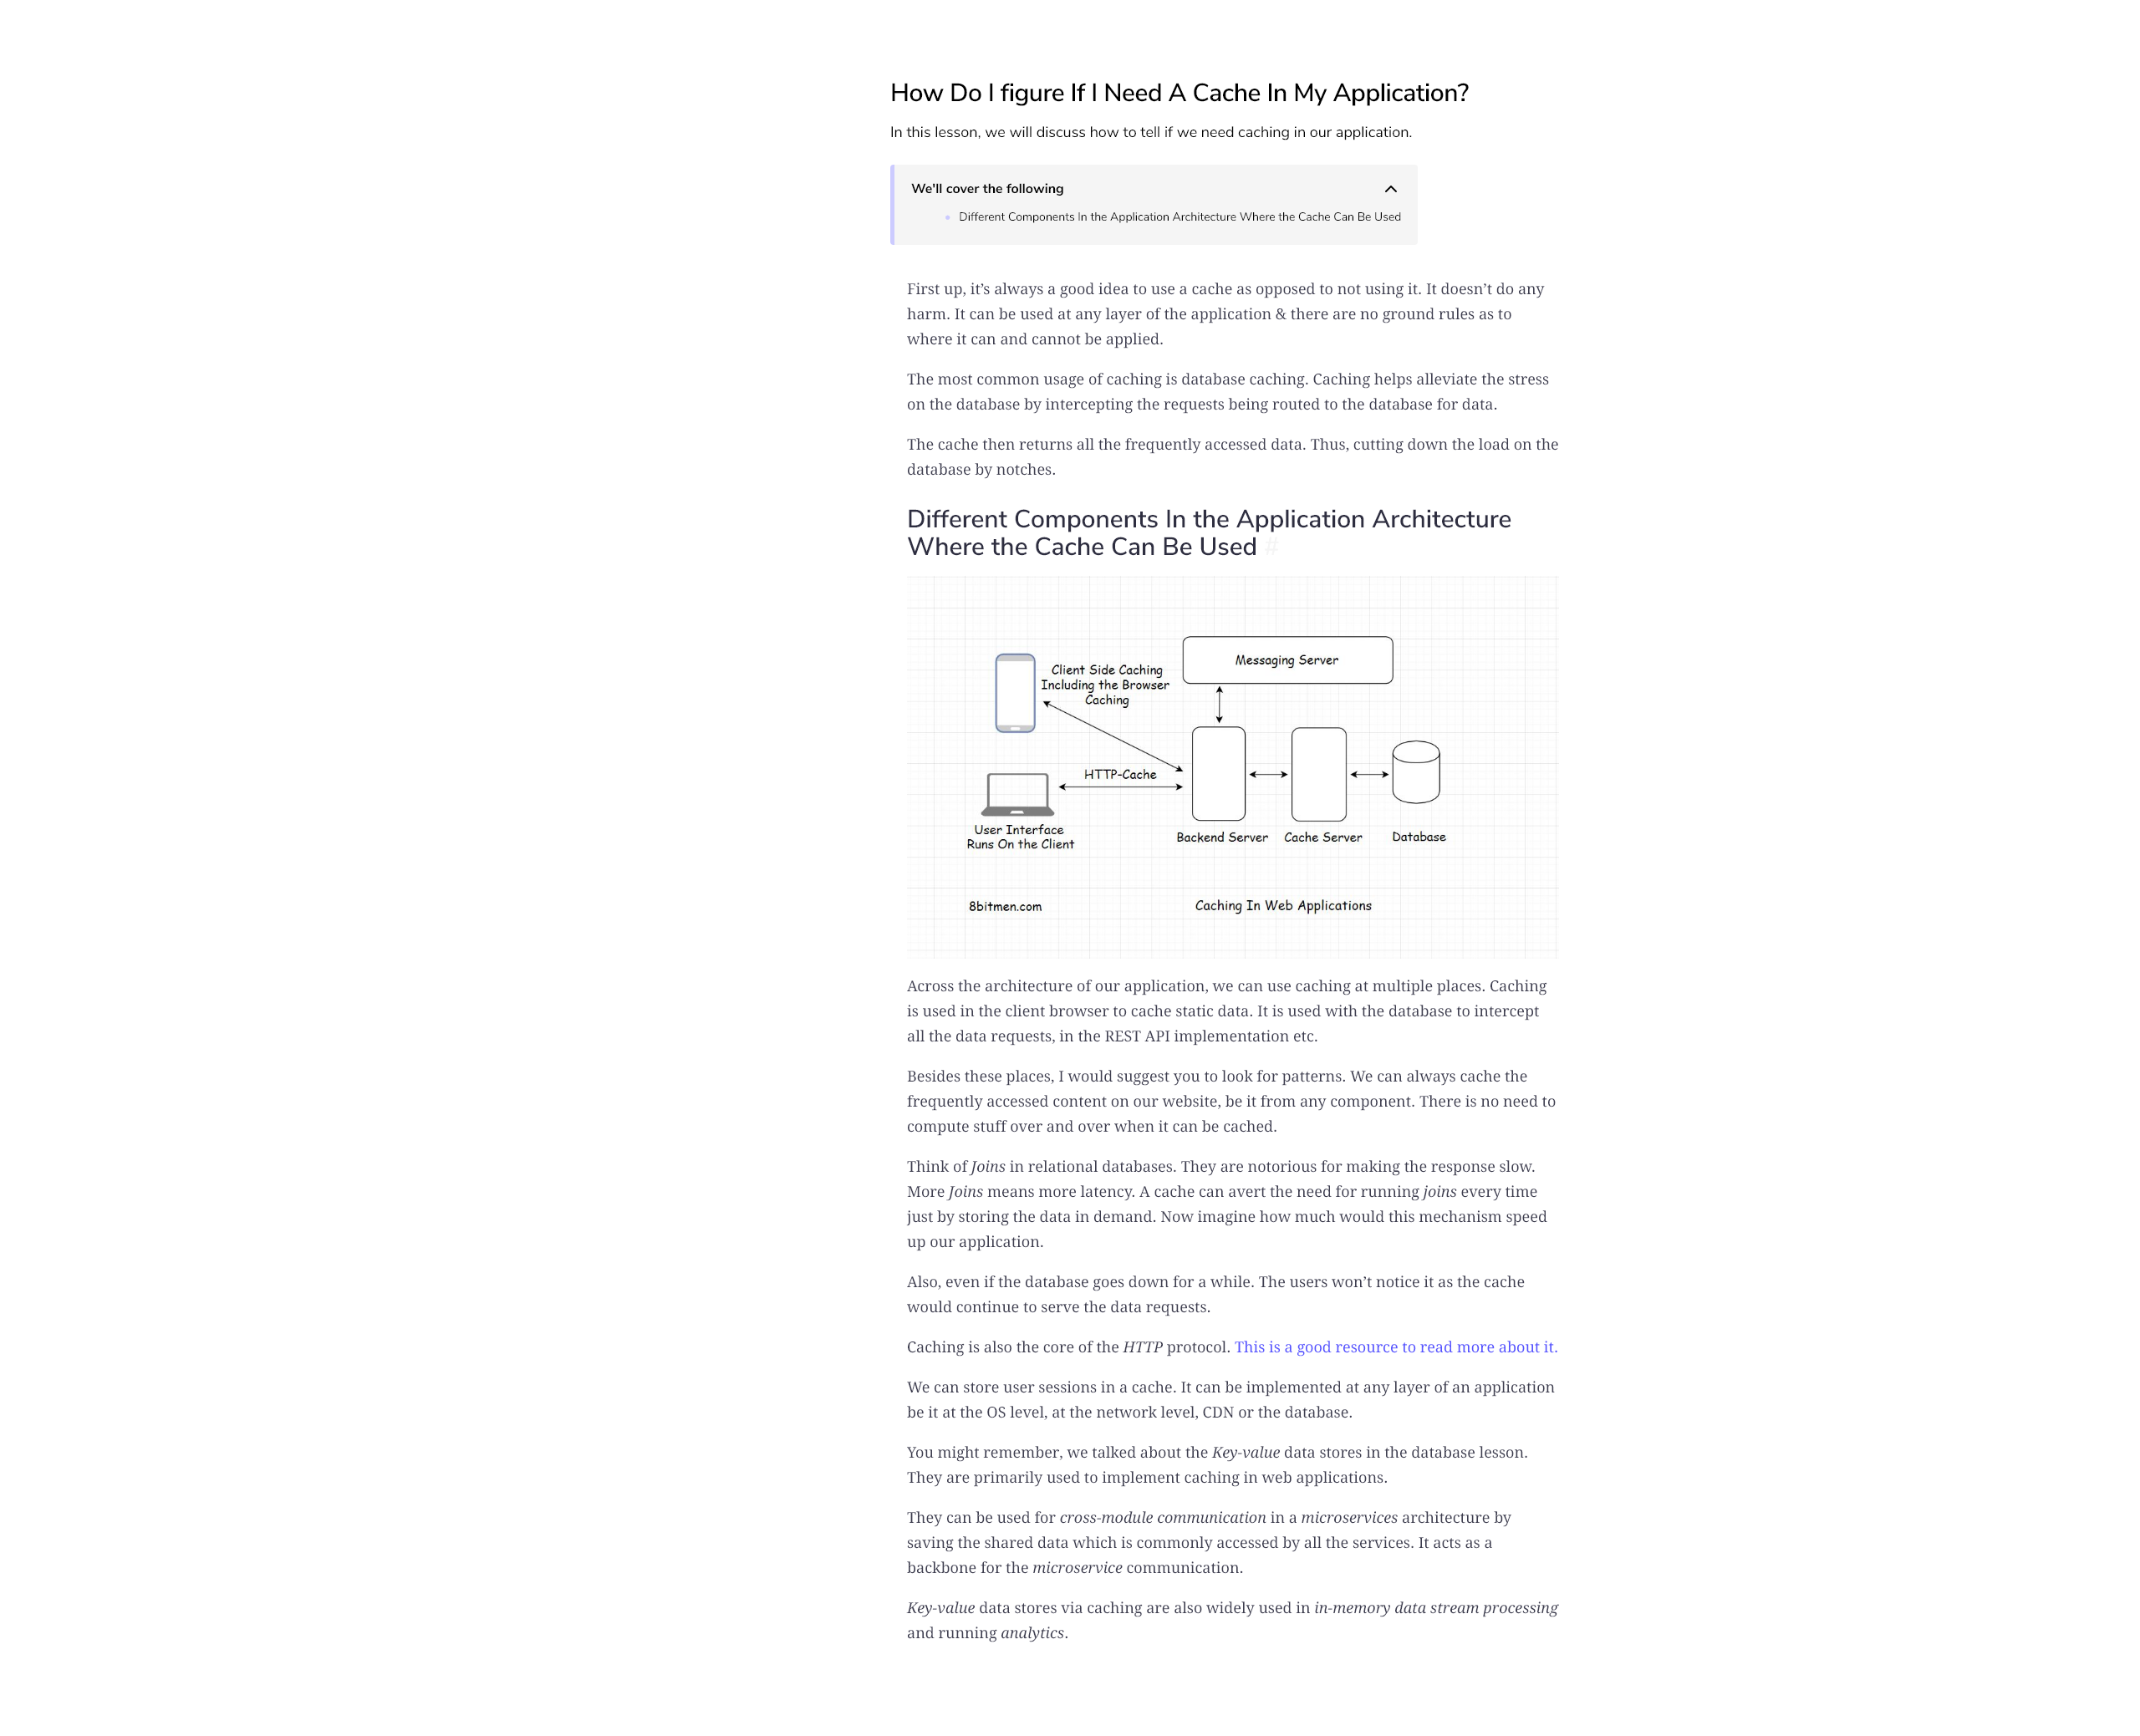 How Do I figure If I Need A Cache In My Application?
In this lesson, we will discuss how to tell if we need caching in our application.
We'll cover the following
Different Components In the Application Architecture Where the Cache Can Be Used
First up, it’s always a good idea to use a cache as opposed to not using it. It doesn’t do any
harm. It can be used at any layer of the application & there are no ground rules as to
where it can and cannot be applied.
The most common usage of caching is database caching. Caching helps alleviate the stress
on the database by intercepting the requests being routed to the database for data.
The cache then returns all the frequently accessed data. Thus, cutting down the load on the
database by notches.
Different Components In the Application Architecture
Where the Cache Can Be Used #
Messaging Server
Client Side Caching
Including the Browser
Caching
HTTP-Cache
User Interface
Runs On the Client
Backend Server
Cache Server
Database
8bitmen.com
Caching In Web Applications
Across the architecture of our application, we can use caching at multiple places. Caching
is used in the client browser to cache static data. It is used with the database to intercept
all the data requests, in the REST API implementation etc.
Besides these places, I would suggest you to look for patterns. We can always cache the
frequently accessed content on our website, be it from any component. There is no need to
compute stuff over and over when it can be cached.
Think of Joins in relational databases. They are notorious for making the response slow.
More Joins means more latency. A cache can avert the need for running joins every time
just by storing the data in demand. Now imagine how much would this mechanism speed
up our application.
Also, even if the database goes down for a while. The users won’t notice it as the cache
would continue to serve the data requests.
Caching is also the core of the HTTP protocol. This is a good resource to read more about it.
We can store user sessions in a cache. It can be implemented at any layer of an application
be it at the OS level, at the network level, CDN or the database.
You might remember, we talked about the Key-value data stores in the database lesson.
They are primarily used to implement caching in web applications.
They can be used for cross-module communication in a microservices architecture by
saving the shared data which is commonly accessed by all the services. It acts as a
backbone for the microservice communication.
Key-value data stores via caching are also widely used in in-memory data stream processing
and running analytics.